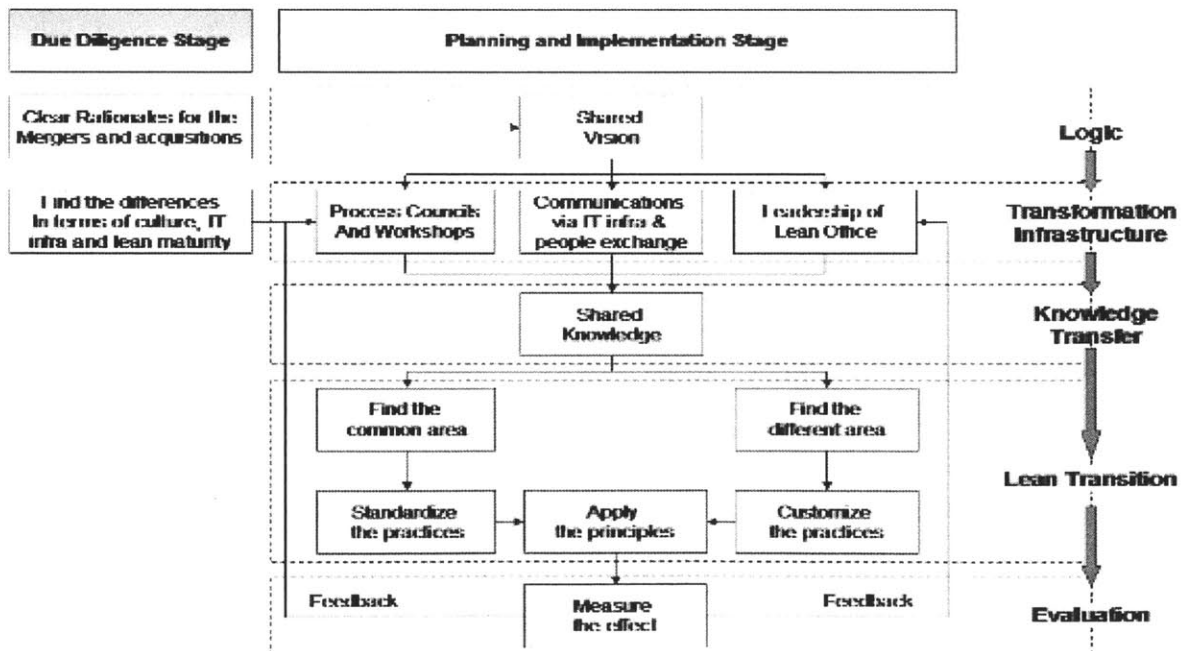 Due Diligence Stage
Planning and Implementation Stage
Clear Rationales for the
Mergers and acquisitions
Shared
Vision
Logic
Find the differences
In terms of culture, IT
infra and lean maturity
Process Councils
And Workshops
Communications
via IT infra &
people exchange
Leadership of
Lean Office
Transformation
Infrastructure
Shared
Knowledge
Knowledge
Transfer
Find the
common area
Find the
different area
Lean Transition
Standardize
the practices
Apply
the principles
Customize
the practices
Feedback
Measure
the effect
Feedback
Evaluation